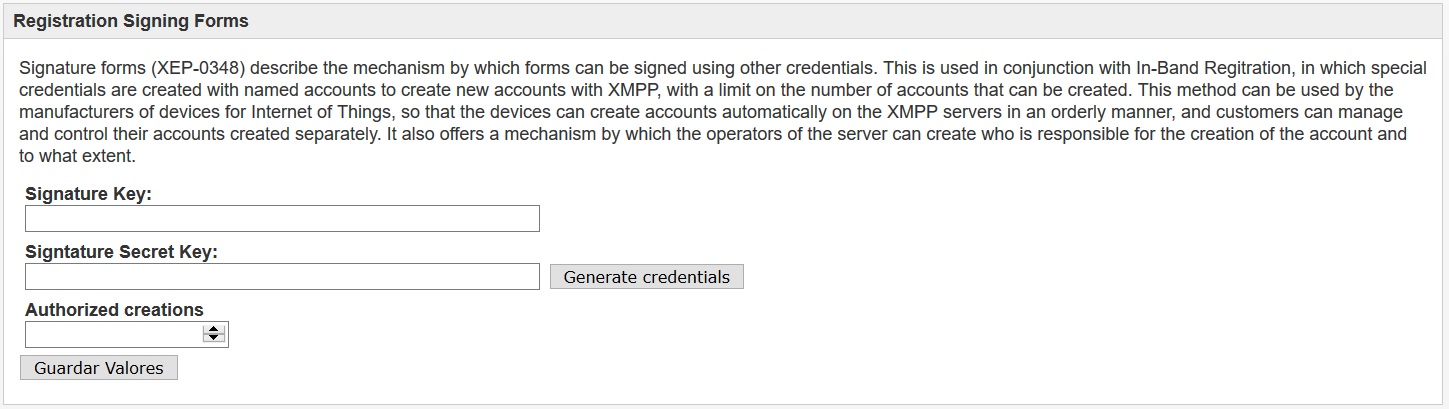 Registration Signing Forms
Signature forms (XEP-0348) describe the mechanism by which forms can be signed using other credentials. This is used in conjunction with In-Band Regitration, in which special
credentials are created with named accounts to create new accounts with XMPP, with a limit on the number of accounts that can be created. This method can be used by the
manufacturers of devices for Internet of Things, so that the devices can create accounts automatically on the XMPP servers in an orderly manner, and customers can manage
and control their accounts created separately. It also offers a mechanism by which the operators of the server can create who is responsible for the creation of the account and
to what extent.
Signature Key:
Signtature Secret Key:
Generate credentials
Authorized creations
Guardar Valores